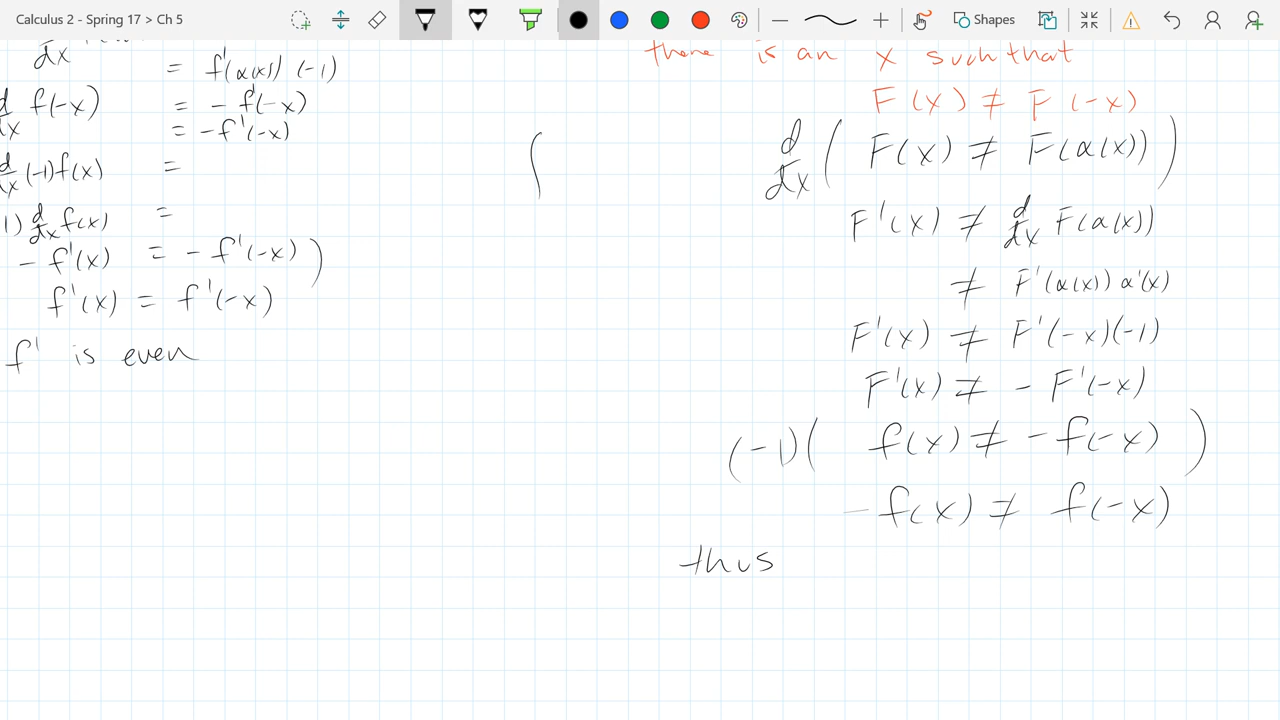 Calculus 2 - Spring 17 > Ch 5
Shapes
d/dx
= f'(α(x)) (-1)
d/dx f(-x) = - f'(-x)
= -f'(-x)
d/dx (-1)f(x) =
1) d/dx f(x) =
- f'(x) = - f'(-x) )
f'(x) = f'(-x)
f' is even
(
there is an x such that
F(x) ≠ F(-x)
d/dx ( F(x) ≠ F(α(x)) )
F'(x) ≠ d/dx F(α(x))
≠ F'(α(x)) α'(x)
F'(x) ≠ F'(-x)(-1)
F'(x) ≠ - F'(-x)
(-1)( f(x) ≠ - f(-x) )
-f(x) ≠ f(-x)
thus